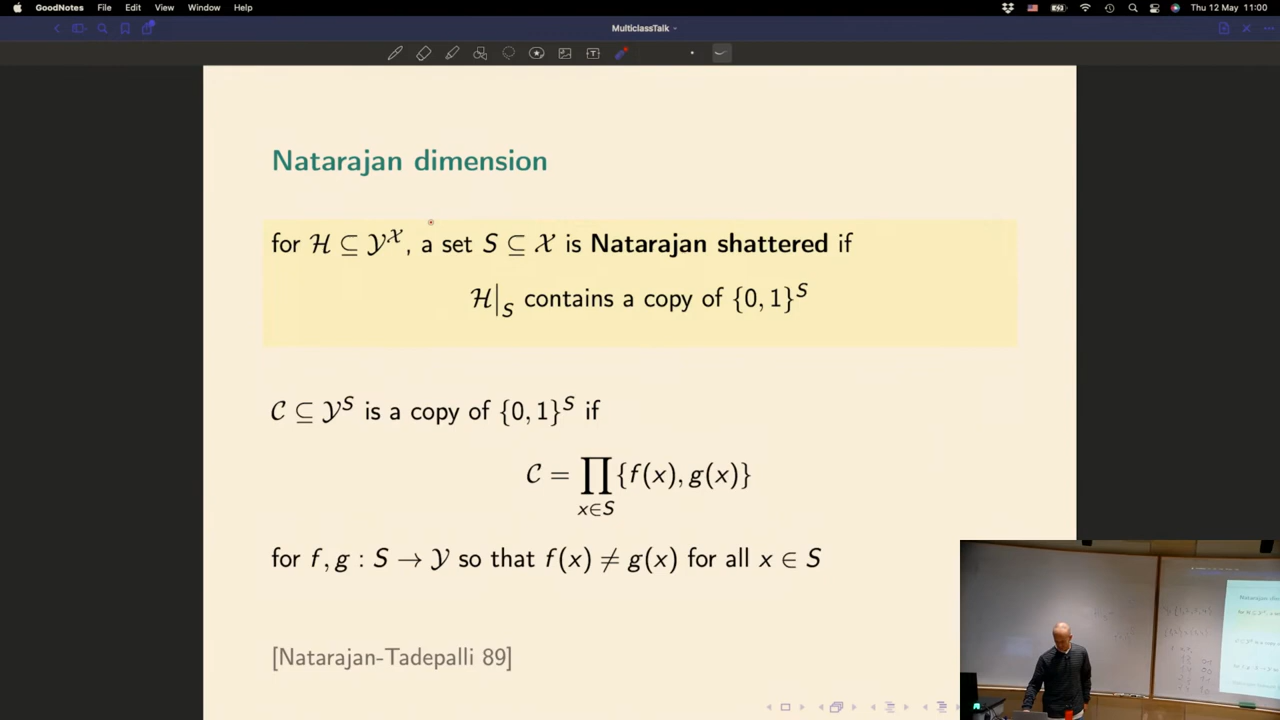 GoodNotes File Edit View Window Help Thu 12 May 11:00
MulticlassTalk
Natarajan dimension
for ℋ ⊆ 𝒴^𝒳, a set S ⊆ 𝒳 is Natarajan shattered if
ℋ|_S contains a copy of {0, 1}^S
𝒞 ⊆ 𝒴^S is a copy of {0, 1}^S if
𝒞 = ∏_{x∈S} {f(x), g(x)}
for f, g : S → 𝒴 so that f(x) ≠ g(x) for all x ∈ S
[Natarajan-Tadepalli 89]